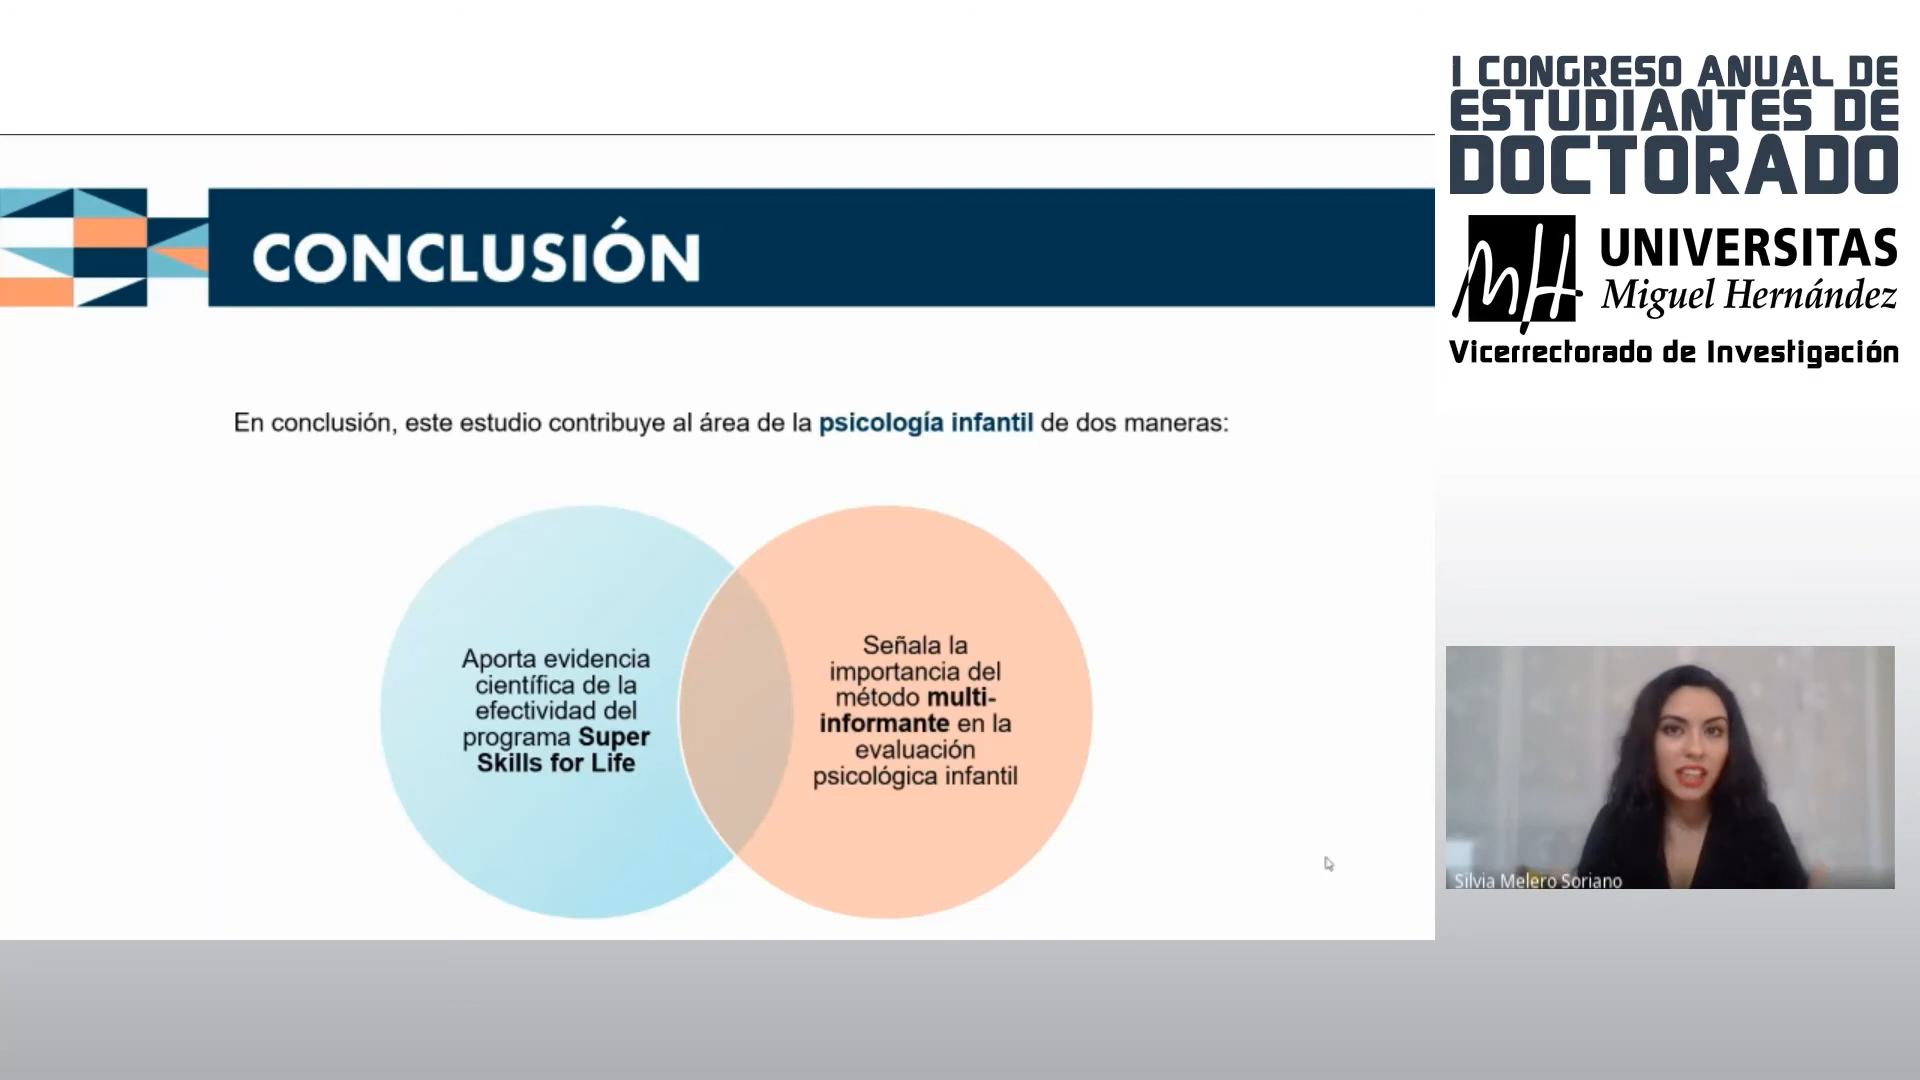 I CONGRESO ANUAL DE
ESTUDIANTES DE
DOCTORADO
UNIVERSITAS
Miguel Hernández
Vicerrectorado de Investigación
CONCLUSIÓN
En conclusión, este estudio contribuye al área de la psicología infantil de dos maneras:
Aporta evidencia
científica de la
efectividad del
programa Super
Skills for Life
Señala la
importancia del
método multi-
informante en la
evaluación
psicológica infantil
Silvia Melero Soriano